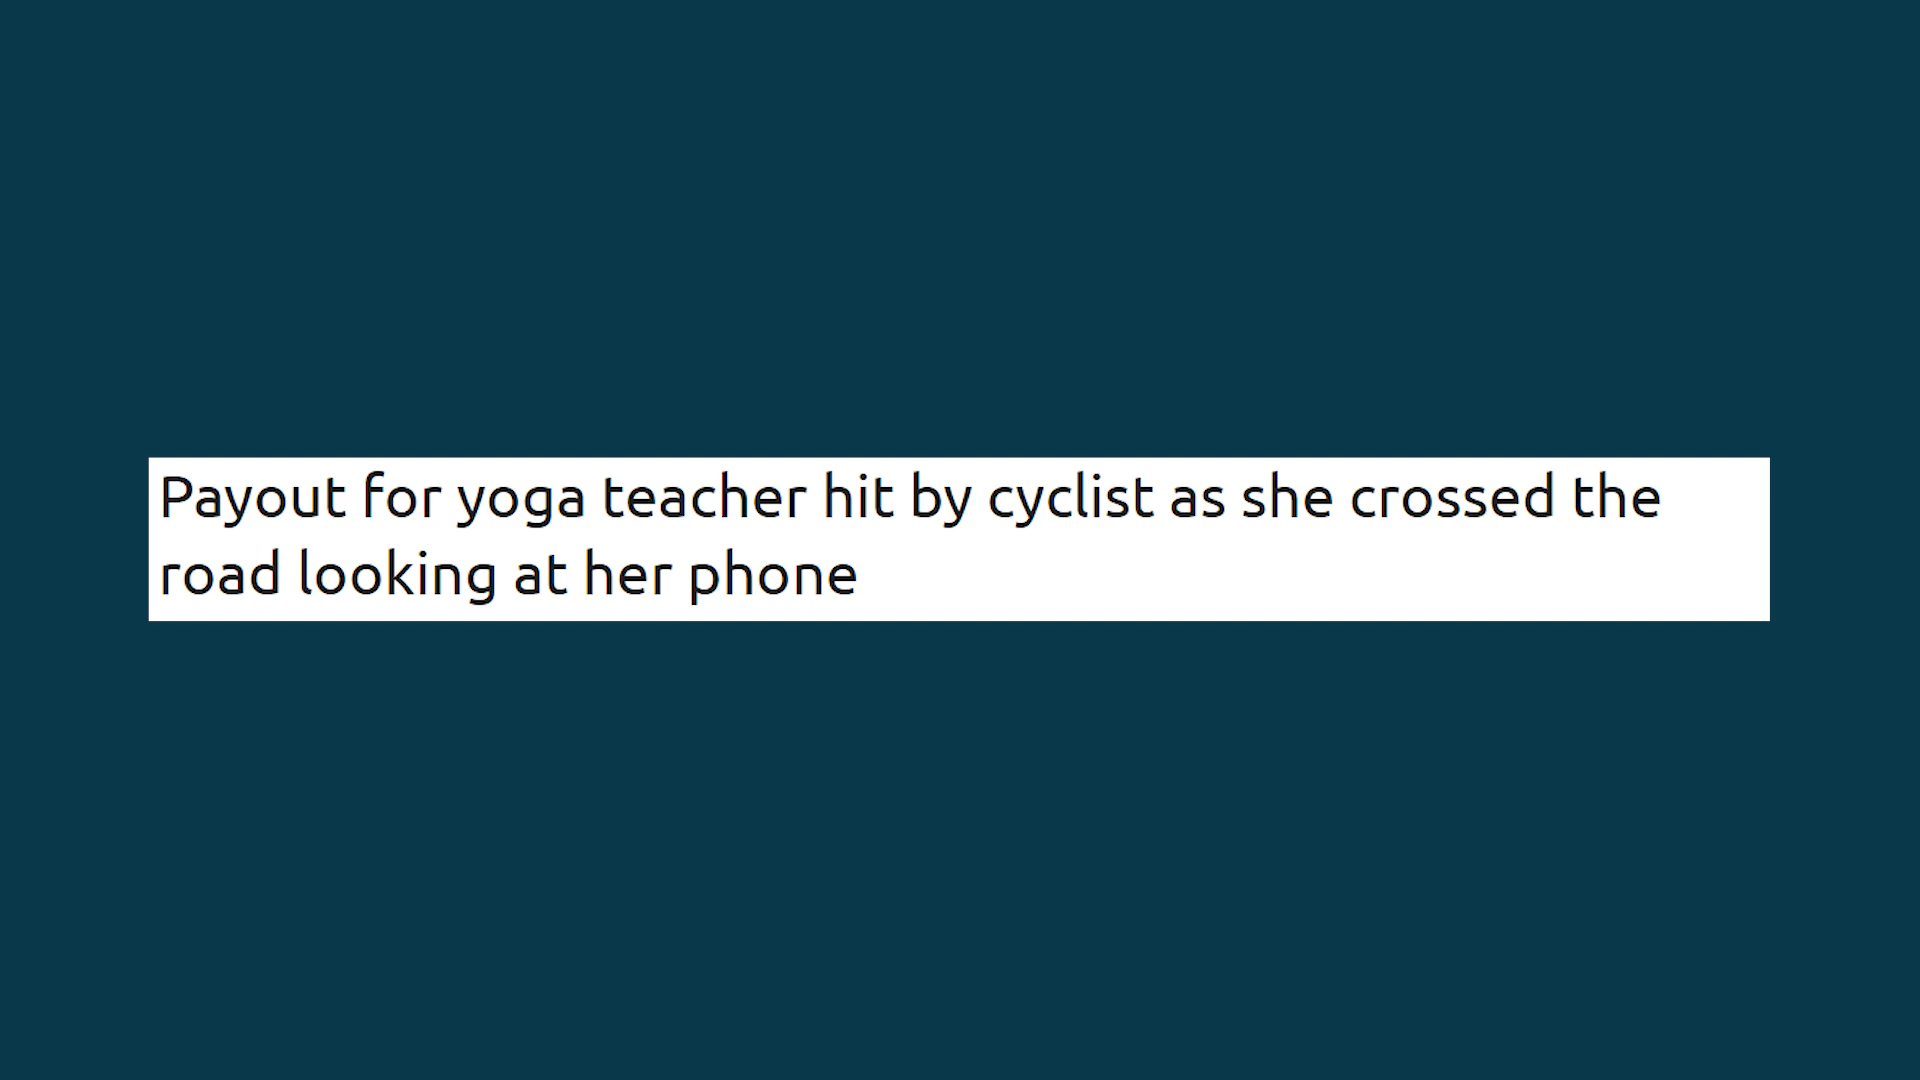 Payout for yoga teacher hit by cyclist as she crossed the
road looking at her phone